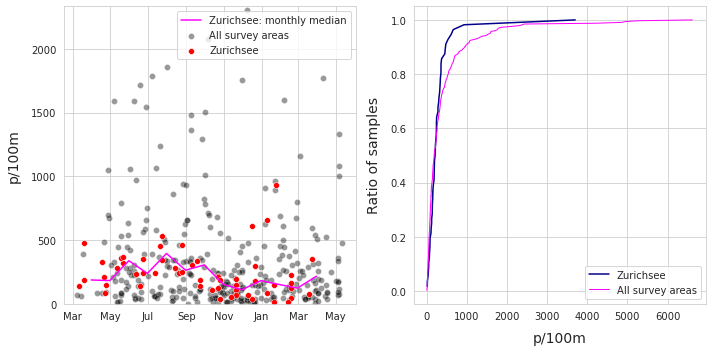 Zurichsee: monthly median
All survey areas
Zurichsee
p/100m
2000
1500
1000
500
0
Mar May Jul Sep Nov Jan Mar May
Ratio of samples
1.0
0.8
0.6
0.4
0.2
0.0
Zurichsee
All survey areas
0 1000 2000 3000 4000 5000 6000
p/100m